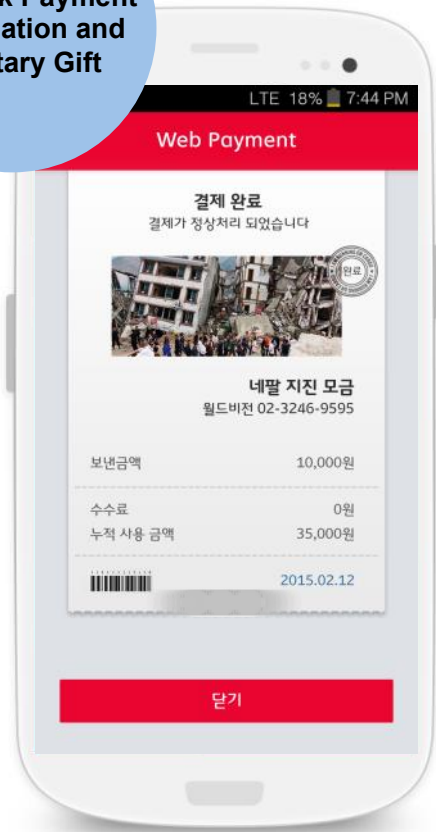 Payment
ation and
tary Gift
LTE 18% 7:44 PM
Web Payment
결제 완료
결제가 정상처리 되었습니다
완료
네팔 지진 모금
월드비전 02-3246-9595
보낸금액 10,000원
수수료 0원
누적 사용 금액 35,000원
2015.02.12
닫기